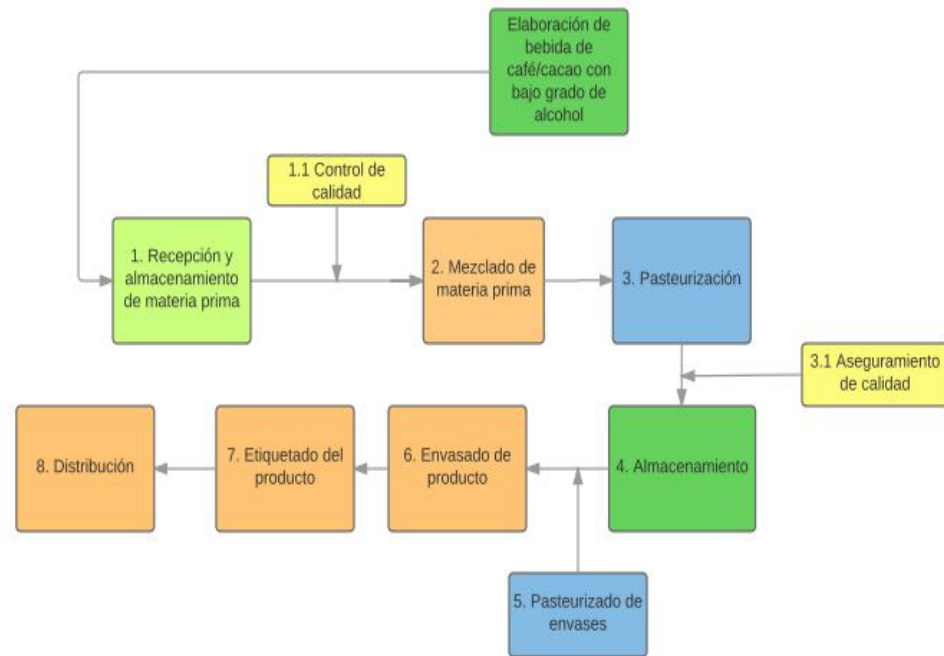 Elaboración de
bebida de
café/cacao con
bajo grado de
alcohol
1.1 Control de
calidad
1. Recepción y
almacenamiento
de materia prima
2. Mezclado de
materia prima
3. Pasteurización
3.1 Aseguramiento
de calidad
8. Distribución
7. Etiquetado del
producto
6. Envasado de
producto
4. Almacenamiento
5. Pasteurizado de
envases